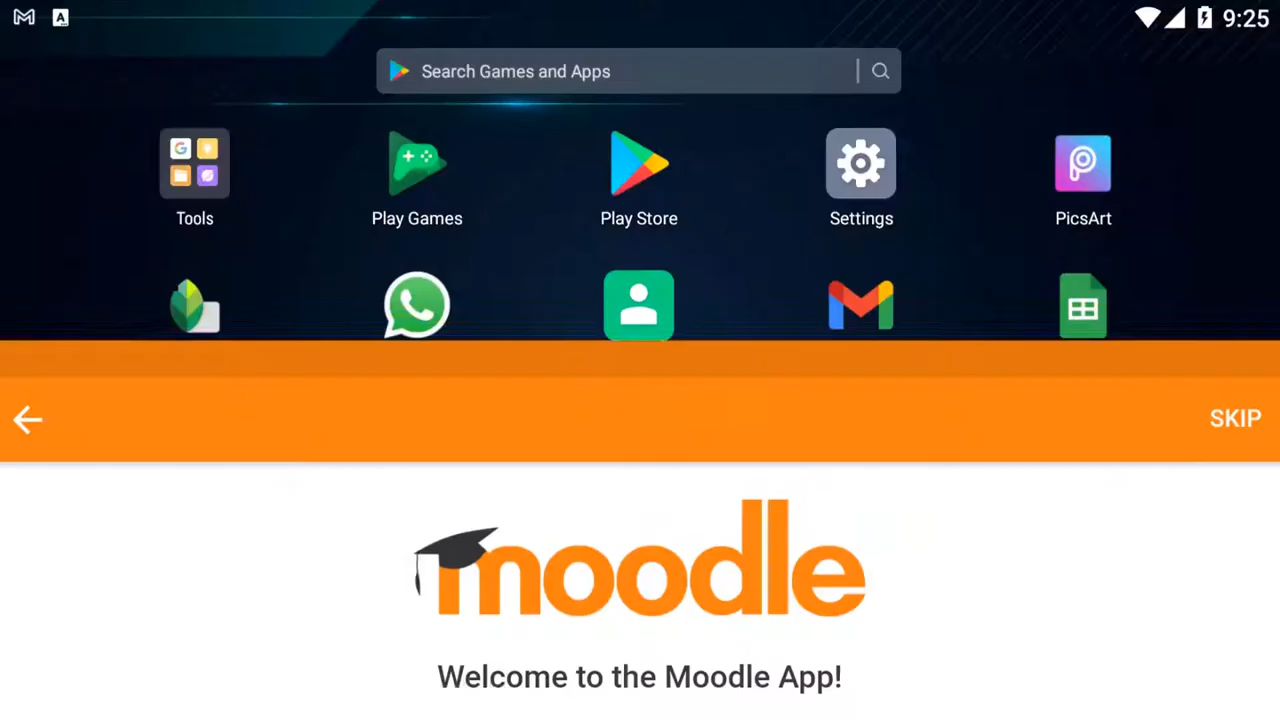 9:25
Search Games and Apps
Tools
Play Games
Play Store
Settings
PicsArt
SKIP
moodle
Welcome to the Moodle App!